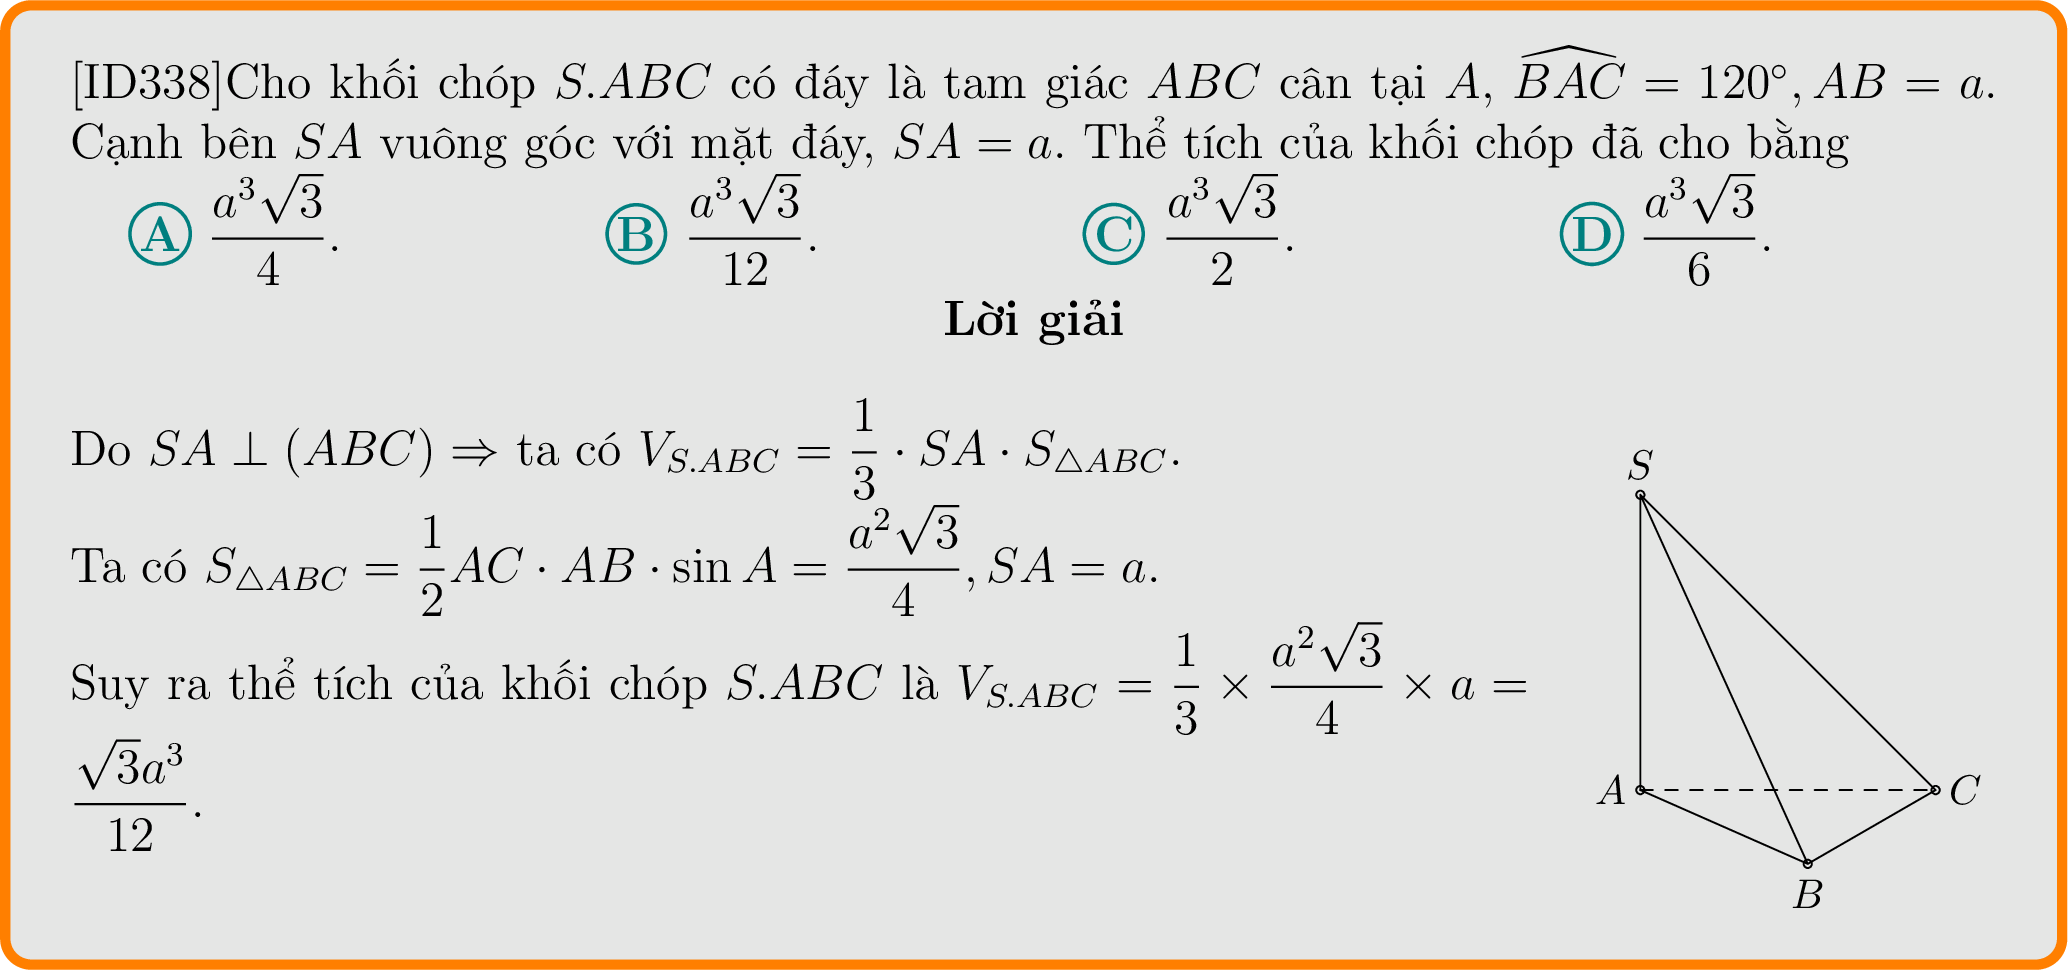 [ID338]Cho khối chóp S.ABC có đáy là tam giác ABC cân tại A, $\widehat{BAC} = 120^\circ, AB = a$.
Cạnh bên SA vuông góc với mặt đáy, $SA = a$. Thể tích của khối chóp đã cho bằng
A $\frac{a^3\sqrt{3}}{4}$. B $\frac{a^3\sqrt{3}}{12}$. C $\frac{a^3\sqrt{3}}{2}$. D $\frac{a^3\sqrt{3}}{6}$.
Lời giải
Do $SA \perp (ABC) \Rightarrow$ ta có $V_{S.ABC} = \frac{1}{3} \cdot SA \cdot S_{\triangle ABC}$.
Ta có $S_{\triangle ABC} = \frac{1}{2}AC \cdot AB \cdot \sin A = \frac{a^2\sqrt{3}}{4}, SA = a$.
Suy ra thể tích của khối chóp S.ABC là $V_{S.ABC} = \frac{1}{3} \times \frac{a^2\sqrt{3}}{4} \times a =$
$\frac{\sqrt{3}a^3}{12}$.
S
A
C
B